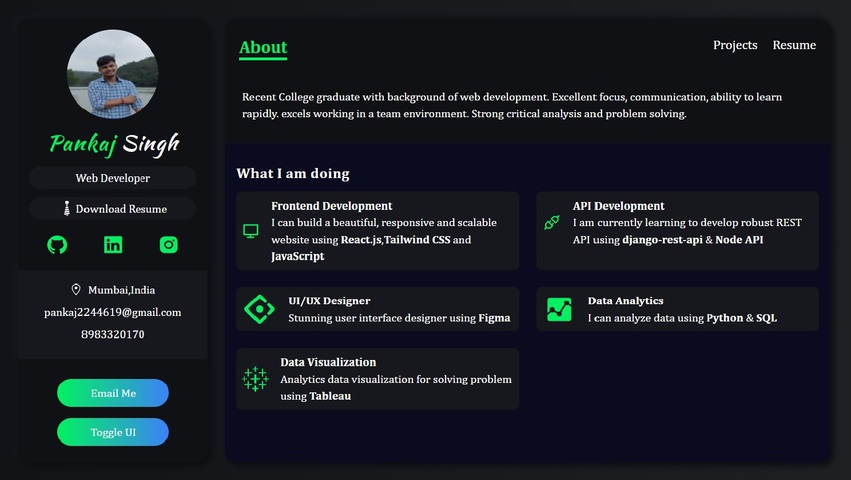 Pankaj Singh
Web Developer
Download Resume
Mumbai,India
pankaj2244619@gmail.com
8983320170
Email Me
Toggle UI
About
Projects Resume
Recent College graduate with background of web development. Excellent focus, communication, ability to learn
rapidly. excels working in a team environment. Strong critical analysis and problem solving.
What I am doing
Frontend Development
I can build a beautiful, responsive and scalable
website using React.js,Tailwind CSS and
JavaScript
API Development
I am currently learning to develop robust REST
API using django-rest-api & Node API
UI/UX Designer
Stunning user interface designer using Figma
Data Analytics
I can analyze data using Python & SQL
Data Visualization
Analytics data visualization for solving problem
using Tableau